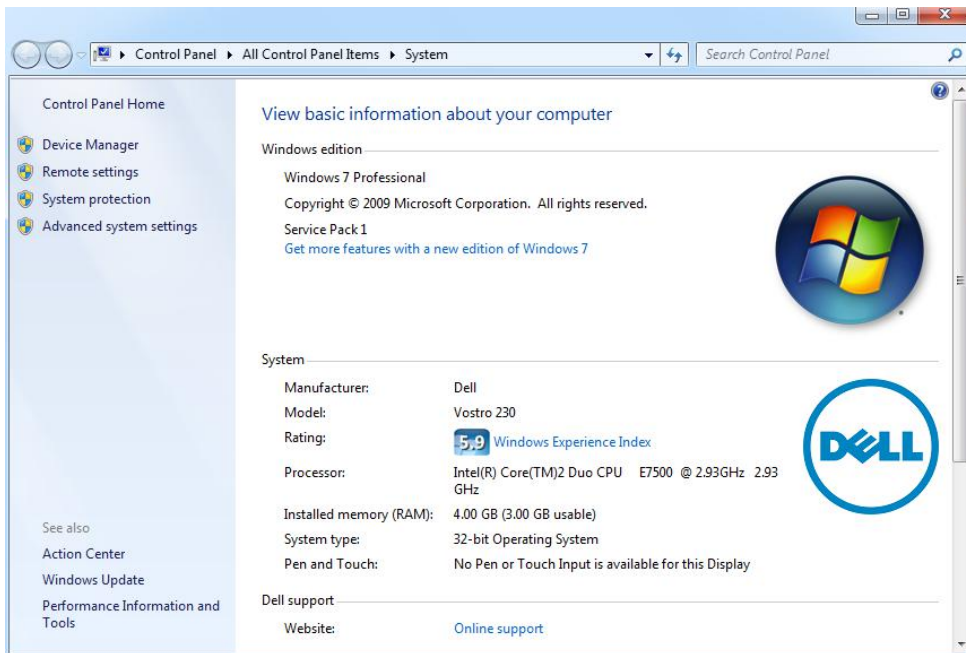 Control Panel All Control Panel Items System
Search Control Panel
Control Panel Home
Device Manager
Remote settings
System protection
Advanced system settings
See also
Action Center
Windows Update
Performance Information and
Tools
View basic information about your computer
Windows edition
Windows 7 Professional
Copyright © 2009 Microsoft Corporation. All rights reserved.
Service Pack 1
Get more features with a new edition of Windows 7
System
Manufacturer: Dell
Model: Vostro 230
Rating: 5.9 Windows Experience Index
Processor: Intel(R) Core(TM)2 Duo CPU E7500 @ 2.93GHz 2.93
GHz
Installed memory (RAM): 4.00 GB (3.00 GB usable)
System type: 32-bit Operating System
Pen and Touch: No Pen or Touch Input is available for this Display
DELL
Dell support
Website: Online support